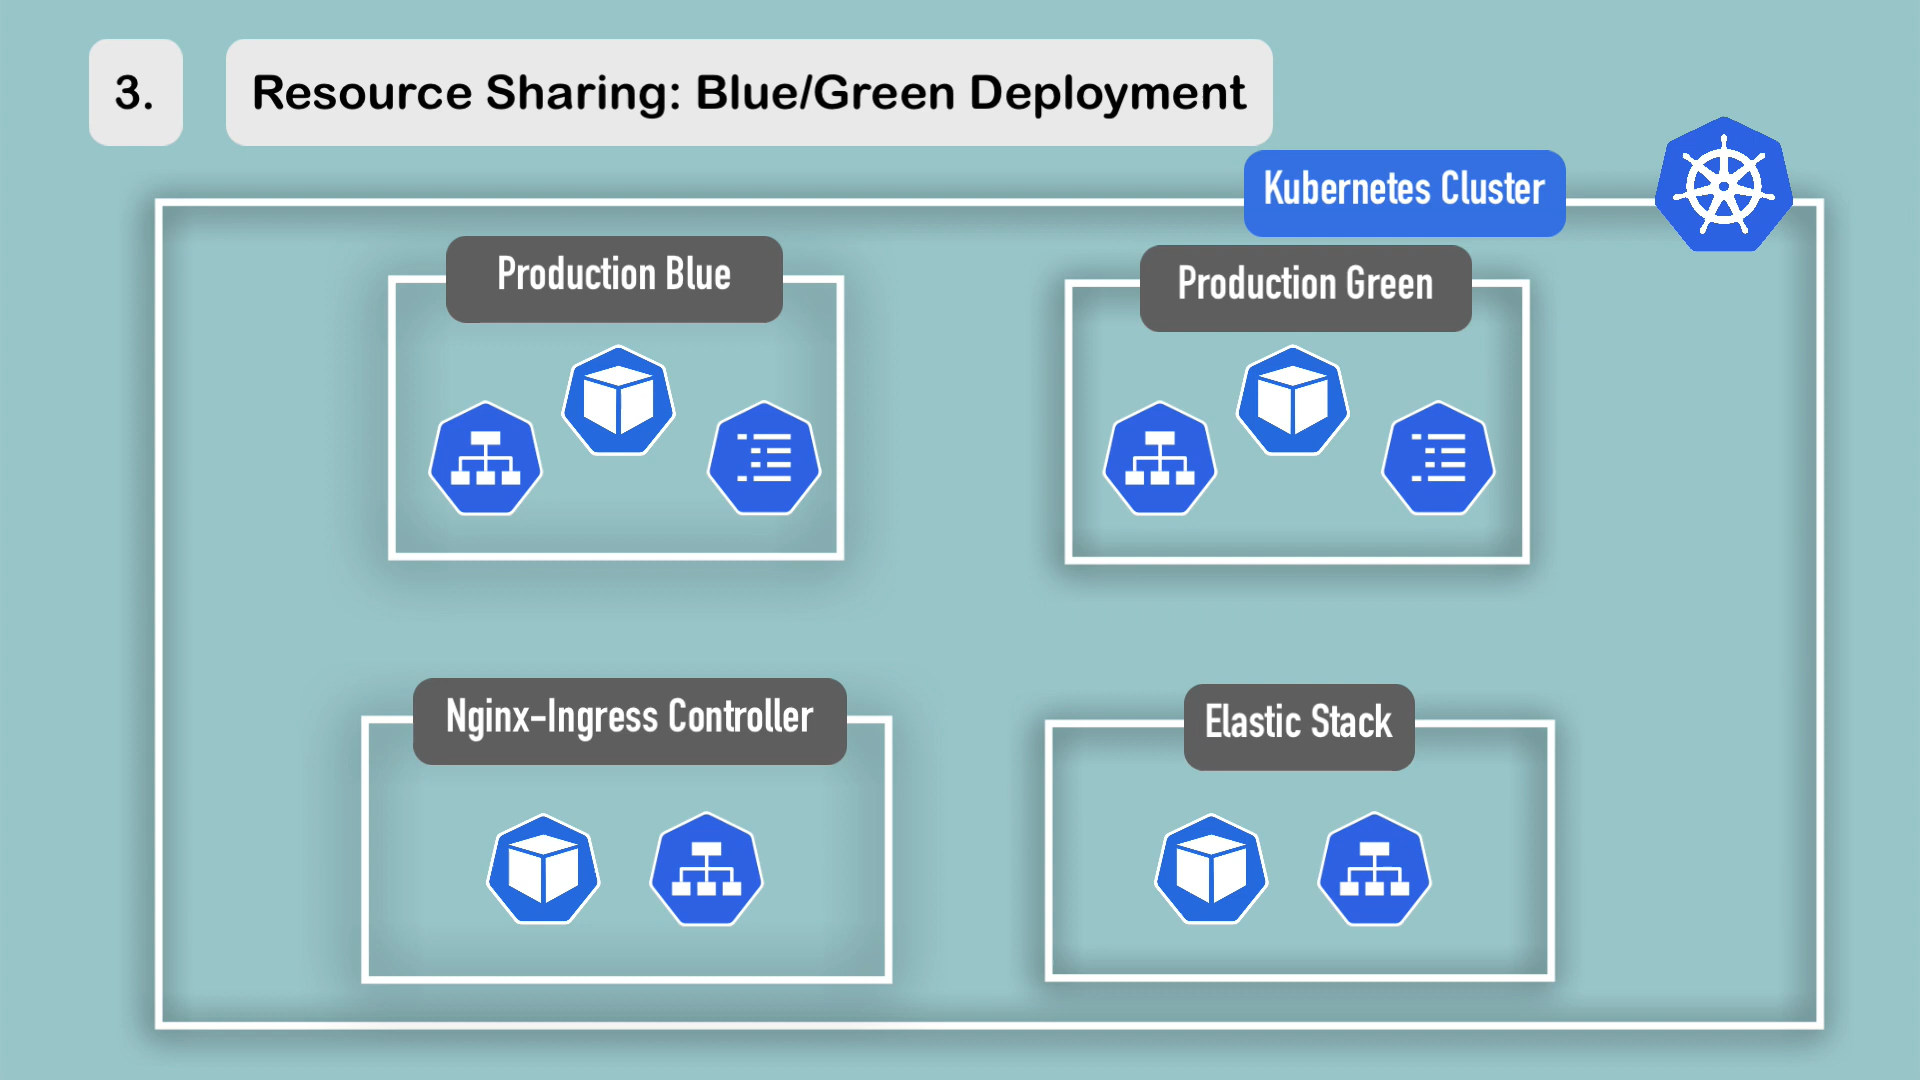 3.
Resource Sharing: Blue/Green Deployment
Kubernetes Cluster
Production Blue
Production Green
Nginx-Ingress Controller
Elastic Stack